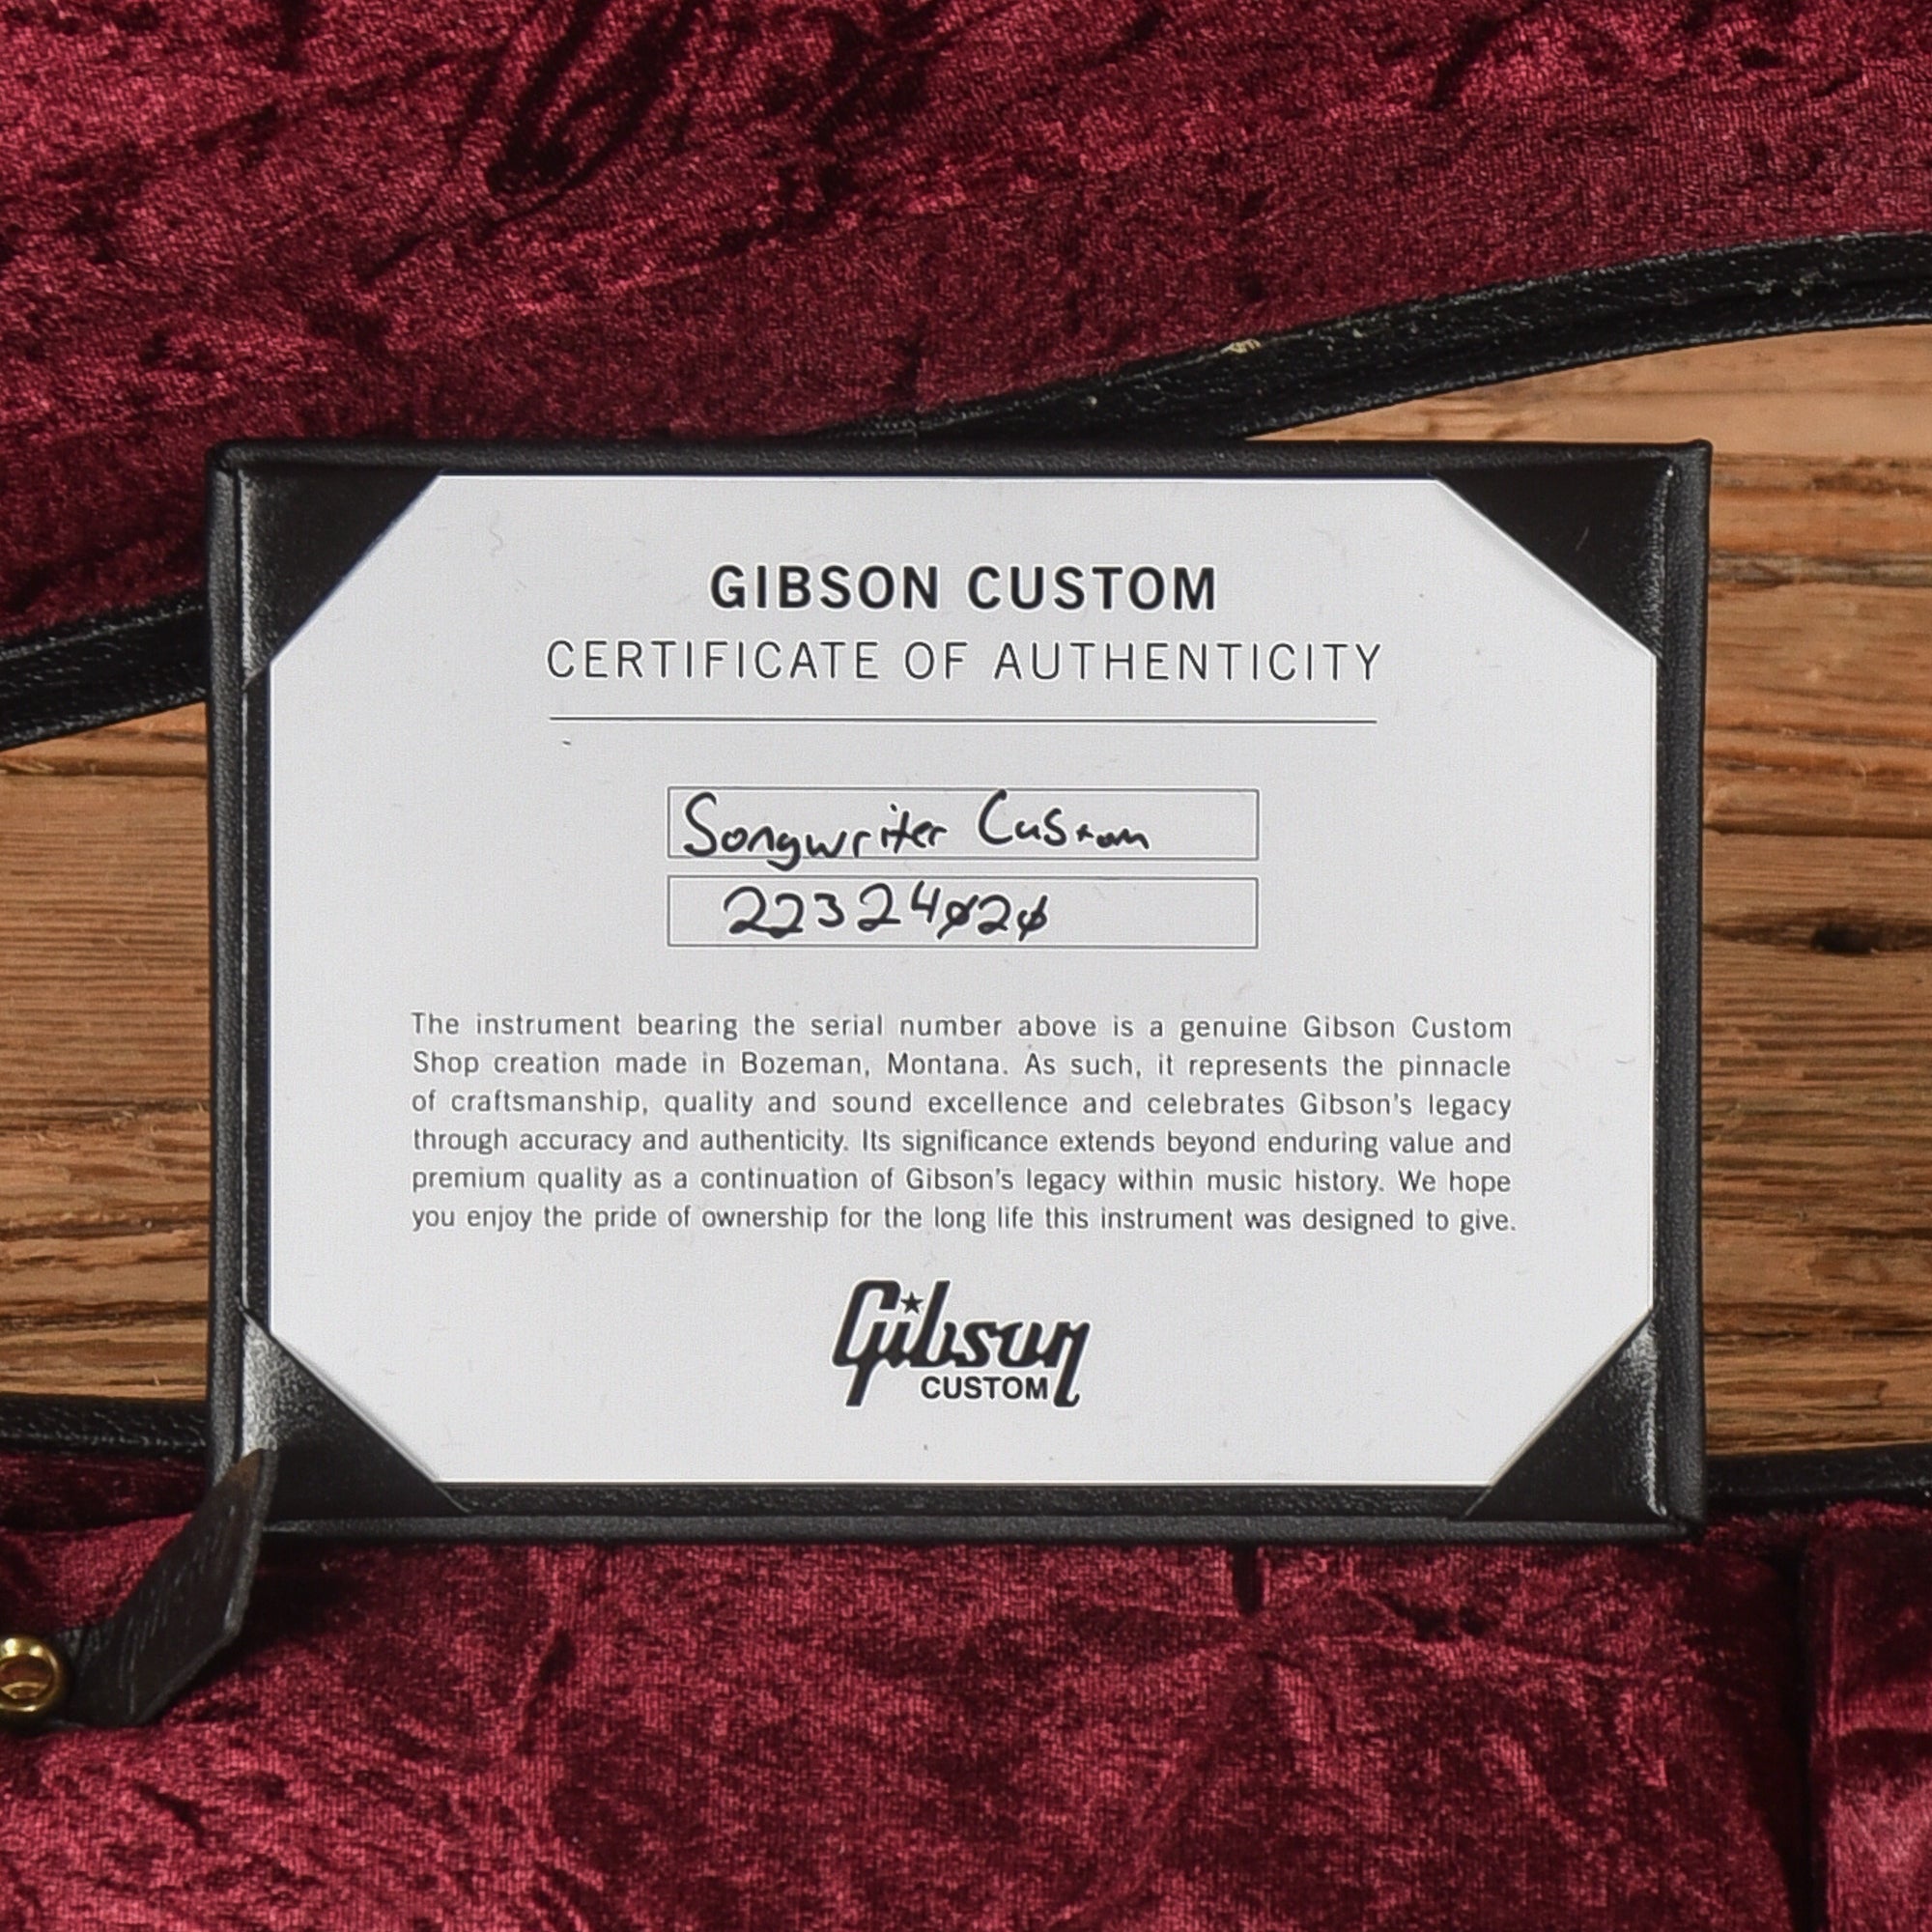 GIBSON CUSTOM
CERTIFICATE OF AUTHENTICITY
Songwriter Custom
22324020
The instrument bearing the serial number above is a genuine Gibson Custom
Shop creation made in Bozeman, Montana. As such, it represents the pinnacle
of craftsmanship, quality and sound excellence and celebrates Gibson's legacy
through accuracy and authenticity. Its significance extends beyond enduring value and
premium quality as a continuation of Gibson's legacy within music history. We hope
you enjoy the pride of ownership for the long life this instrument was designed to give.
Gibson
CUSTOM